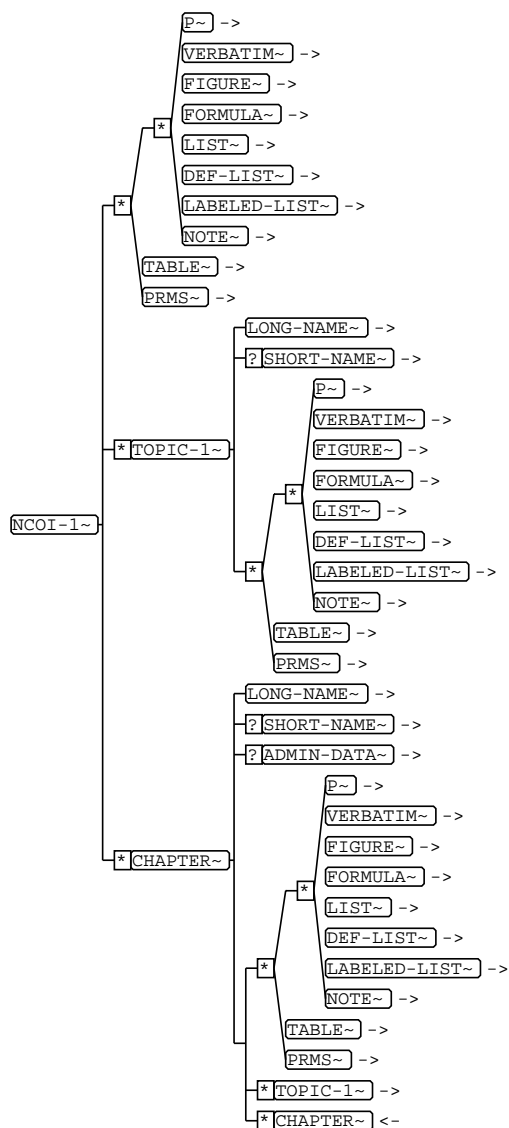 P~ ->
VERBATIM~ ->
FIGURE~ ->
* FORMULA~ ->
LIST~ ->
DEF-LIST~ ->
* LABELED-LIST~ ->
NOTE~ ->
TABLE~ ->
PRMS~ ->
LONG-NAME~ ->
? SHORT-NAME~ ->
P~ ->
VERBATIM~ ->
* TOPIC-1~
FIGURE~ ->
FORMULA~ ->
*
LIST~ ->
NCOI-1~
DEF-LIST~ ->
* LABELED-LIST~ ->
NOTE~ ->
TABLE~ ->
PRMS~ ->
LONG-NAME~ ->
? SHORT-NAME~ ->
? ADMIN-DATA~ ->
P~ ->
VERBATIM~ ->
FIGURE~ ->
* CHAPTER~
FORMULA~ ->
*
LIST~ ->
DEF-LIST~ ->
* LABELED-LIST~ ->
NOTE~ ->
TABLE~ ->
PRMS~ ->
* TOPIC-1~ ->
* CHAPTER~ <-